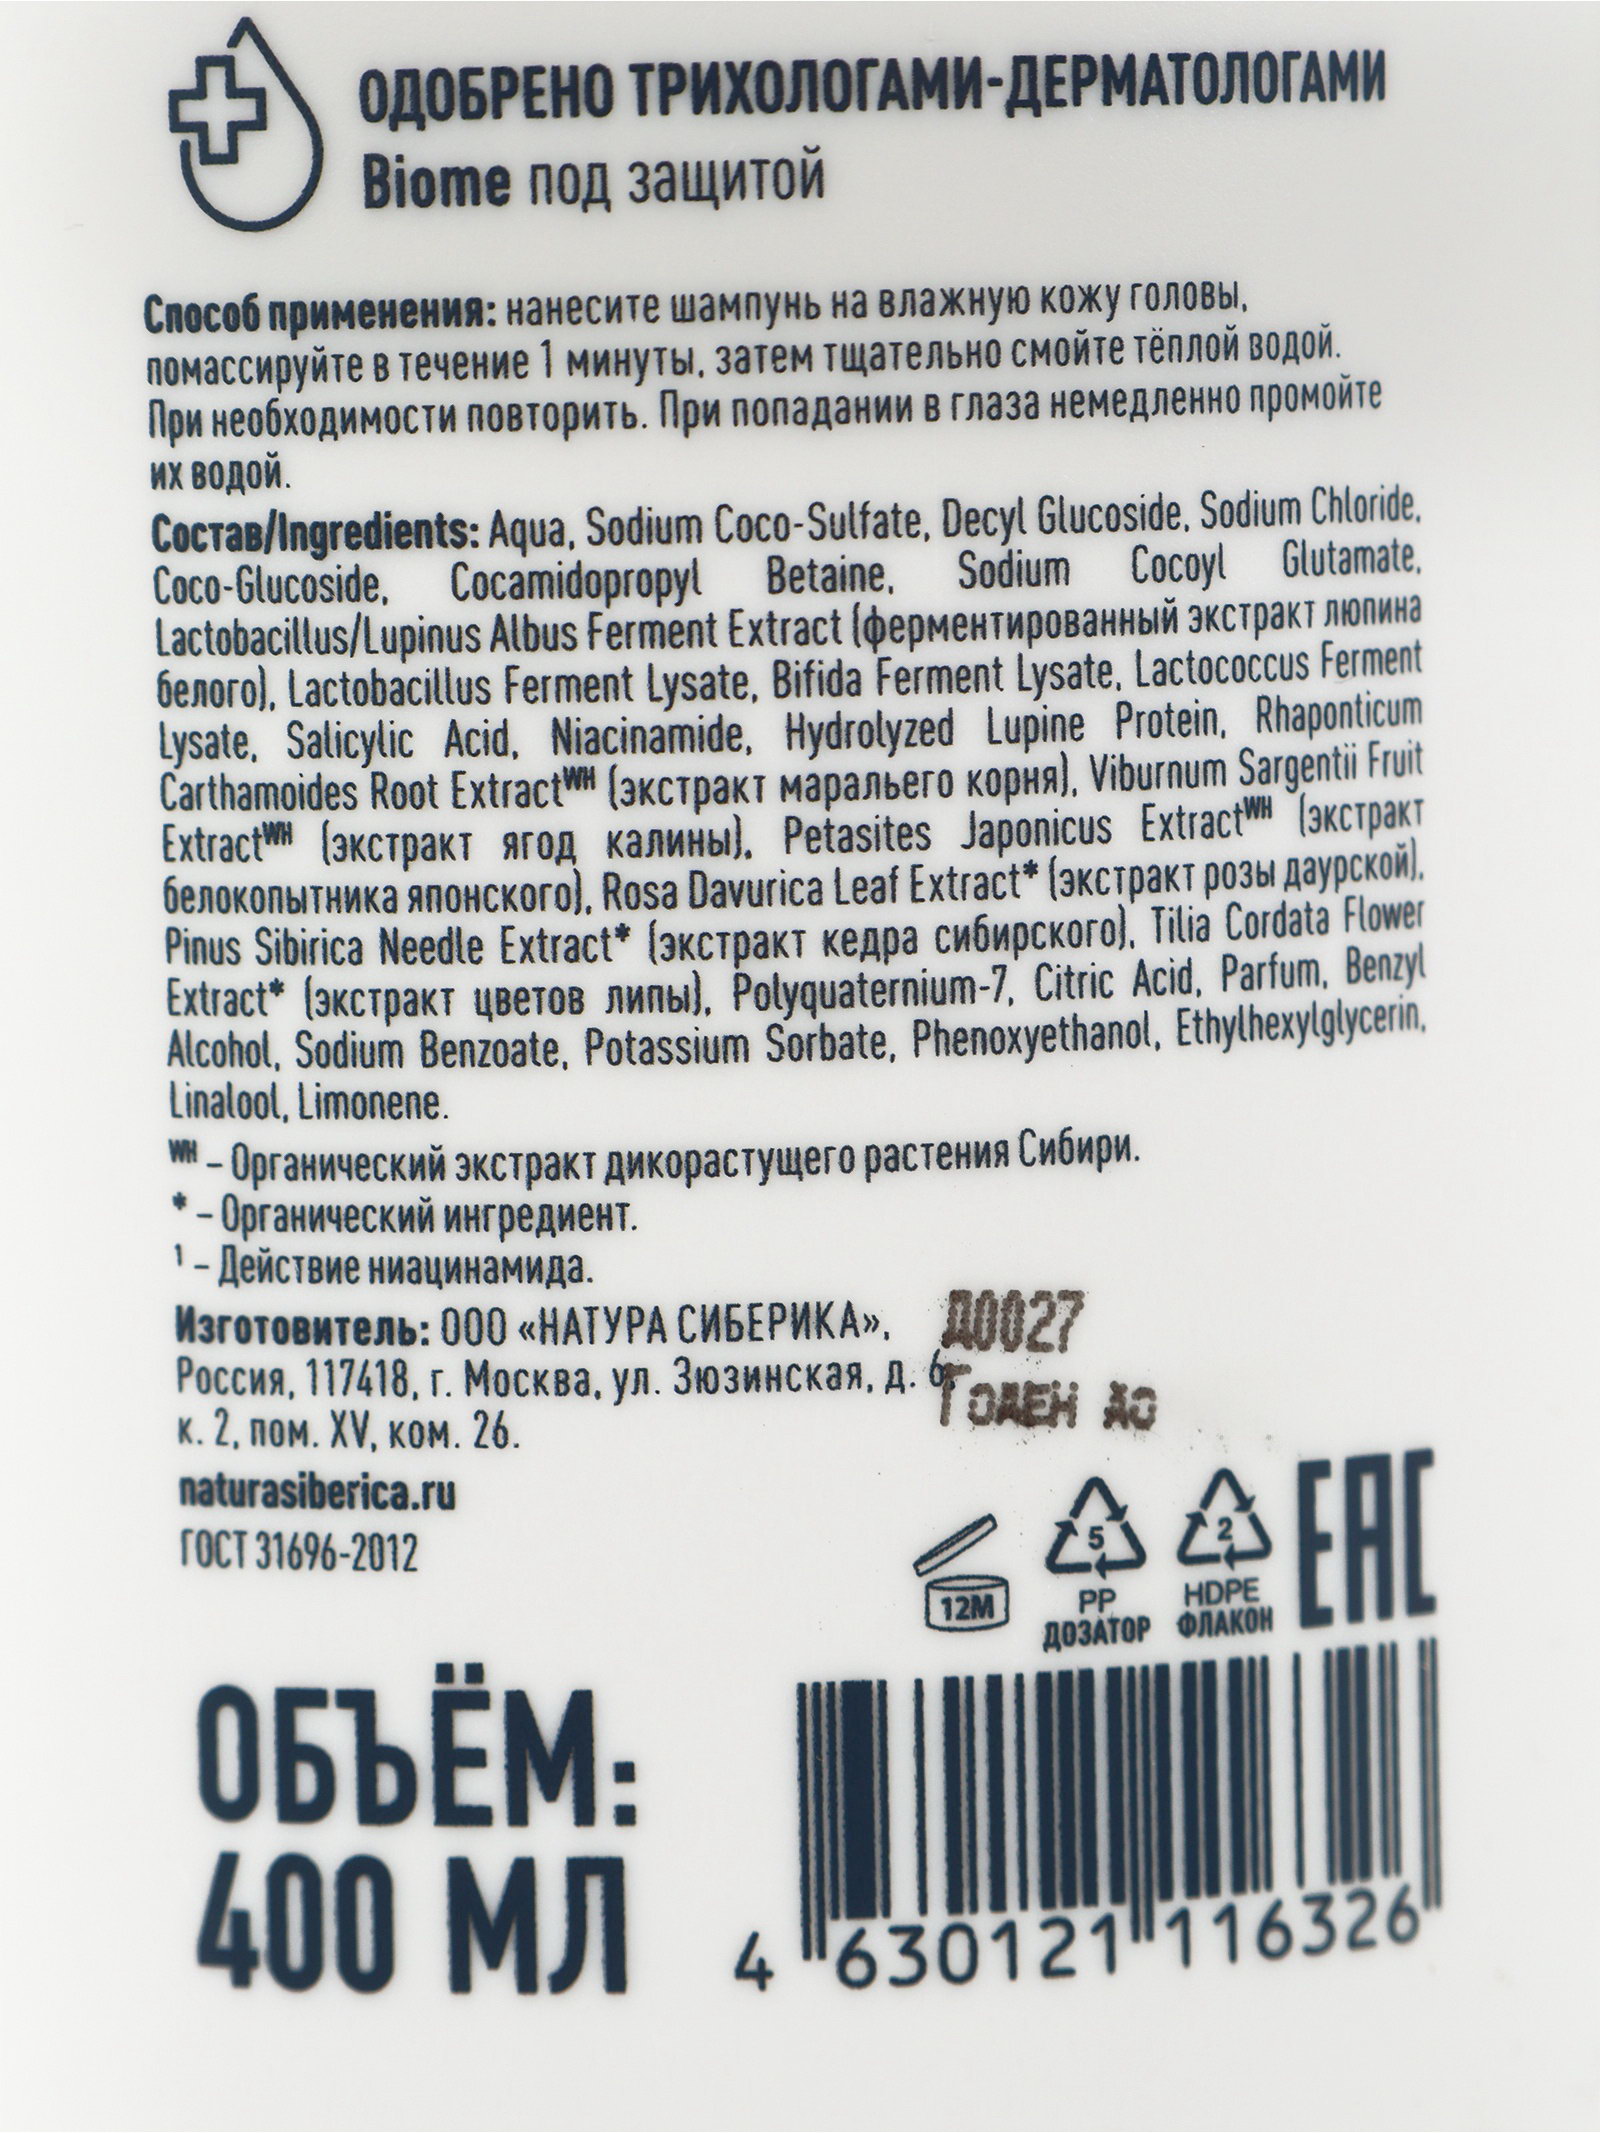 ОДОБРЕНО ТРИХОЛОГАМИ-ДЕРМАТОЛОГАМИ
Biome под защитой
Способ применения: нанесите шампунь на влажную кожу головы,
помассируйте в течение 1 минуты, затем тщательно смойте тёплой водой.
При необходимости повторить. При попадании в глаза немедленно промойте
их водой.
Состав/Ingredients: Aqua, Sodium Coco-Sulfate, Decyl Glucoside, Sodium Chloride,
Coco-Glucoside, Cocamidopropyl Betaine, Sodium Cocoyl Glutamate,
Lactobacillus/Lupinus Albus Ferment Extract (ферментированный экстракт люпина
белого), Lactobacillus Ferment Lysate, Bifida Ferment Lysate, Lactococcus Ferment
Lysate, Salicylic Acid, Niacinamide, Hydrolyzed Lupine Protein, Rhaponticum
Carthamoides Root Extractᵂᴴ (экстракт маральего корня), Viburnum Sargentii Fruit
Extractᵂᴴ (экстракт ягод калины), Petasites Japonicus Extractᵂᴴ (экстракт
белокопытника японского), Rosa Davurica Leaf Extract* (экстракт розы даурской),
Pinus Sibirica Needle Extract* (экстракт кедра сибирского), Tilia Cordata Flower
Extract* (экстракт цветов липы), Polyquaternium-7, Citric Acid, Parfum, Benzyl
Alcohol, Sodium Benzoate, Potassium Sorbate, Phenoxyethanol, Ethylhexylglycerin,
Linalool, Limonene.
ᵂᴴ – Органический экстракт дикорастущего растения Сибири.
* – Органический ингредиент.
¹ – Действие ниацинамида.
Изготовитель: ООО «НАТУРА СИБЕРИКА»,
Россия, 117418, г. Москва, ул. Зюзинская, д. 6,
к. 2, пом. XV, ком. 26.
Д0027
Годен до
naturasiberica.ru
ГОСТ 31696-2012
12M
5
PP
ДОЗАТОР
2
HDPE
ФЛАКОН
EAC
ОБЪЁМ:
400 МЛ
4 630121 116326